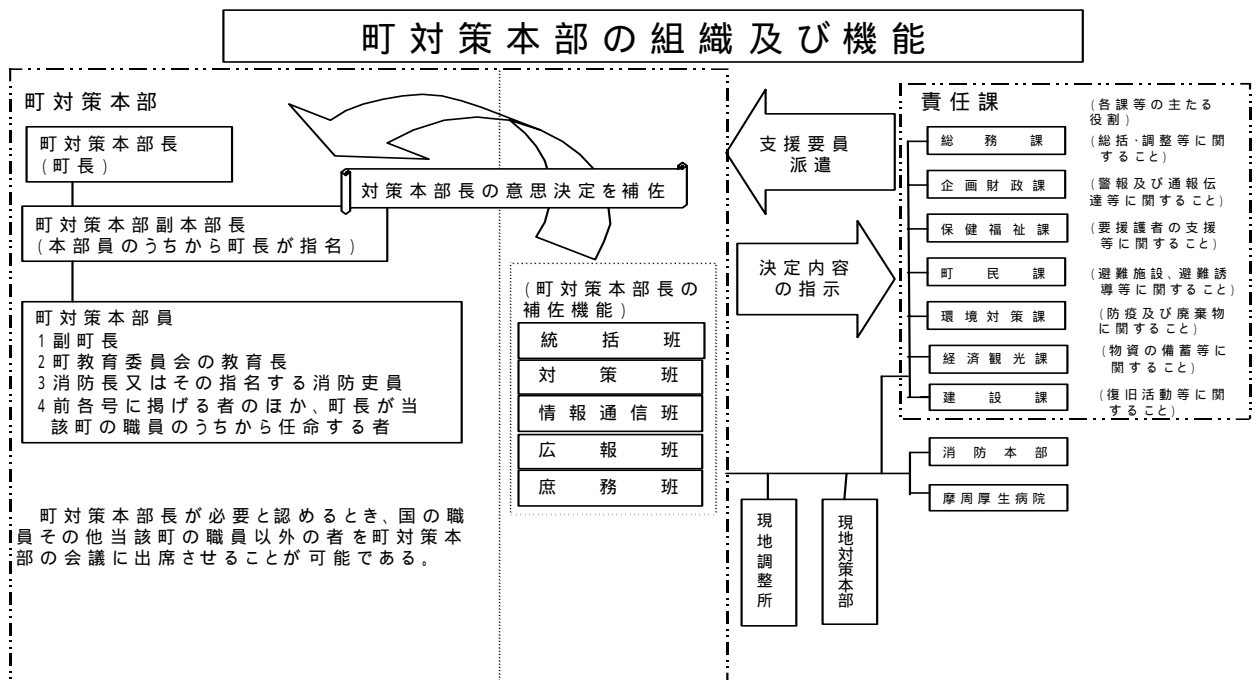 町対策本部の組織及び機能
町対策本部
町対策本部長
(町長)
町対策本部副本部長
(本部員のうちから町長が指名)
町対策本部員
1副町長
2町教育委員会の教育長
3消防長又はその指名する消防吏員
4前各号に掲げる者のほか、町長が当
該町の職員のうちから任命する者
町対策本部長が必要と認めるとき、国の職
員その他当該町の職員以外の者を町対策本
部の会議に出席させることが可能である。
対策本部長の意思決定を補佐
(町対策本部長の
補佐機能)
統括班
対策班
情報通信班
広報班
庶務班
支援要員
派遣
決定内容
の指示
責任課
(各課等の主たる
役割)
総務課
(総括・調整等に関
すること)
企画財政課
(警報及び通報伝
達等に関すること)
保健福祉課
(要援護者の支援
等に関すること)
町民課
(避難施設、避難誘
導等に関すること)
環境対策課
(防疫及び廃棄物
に関すること)
経済観光課
(物資の備蓄等に
関すること)
建設課
(復旧活動等に関
すること)
消防本部
摩周厚生病院
現地調整所
現地対策本部